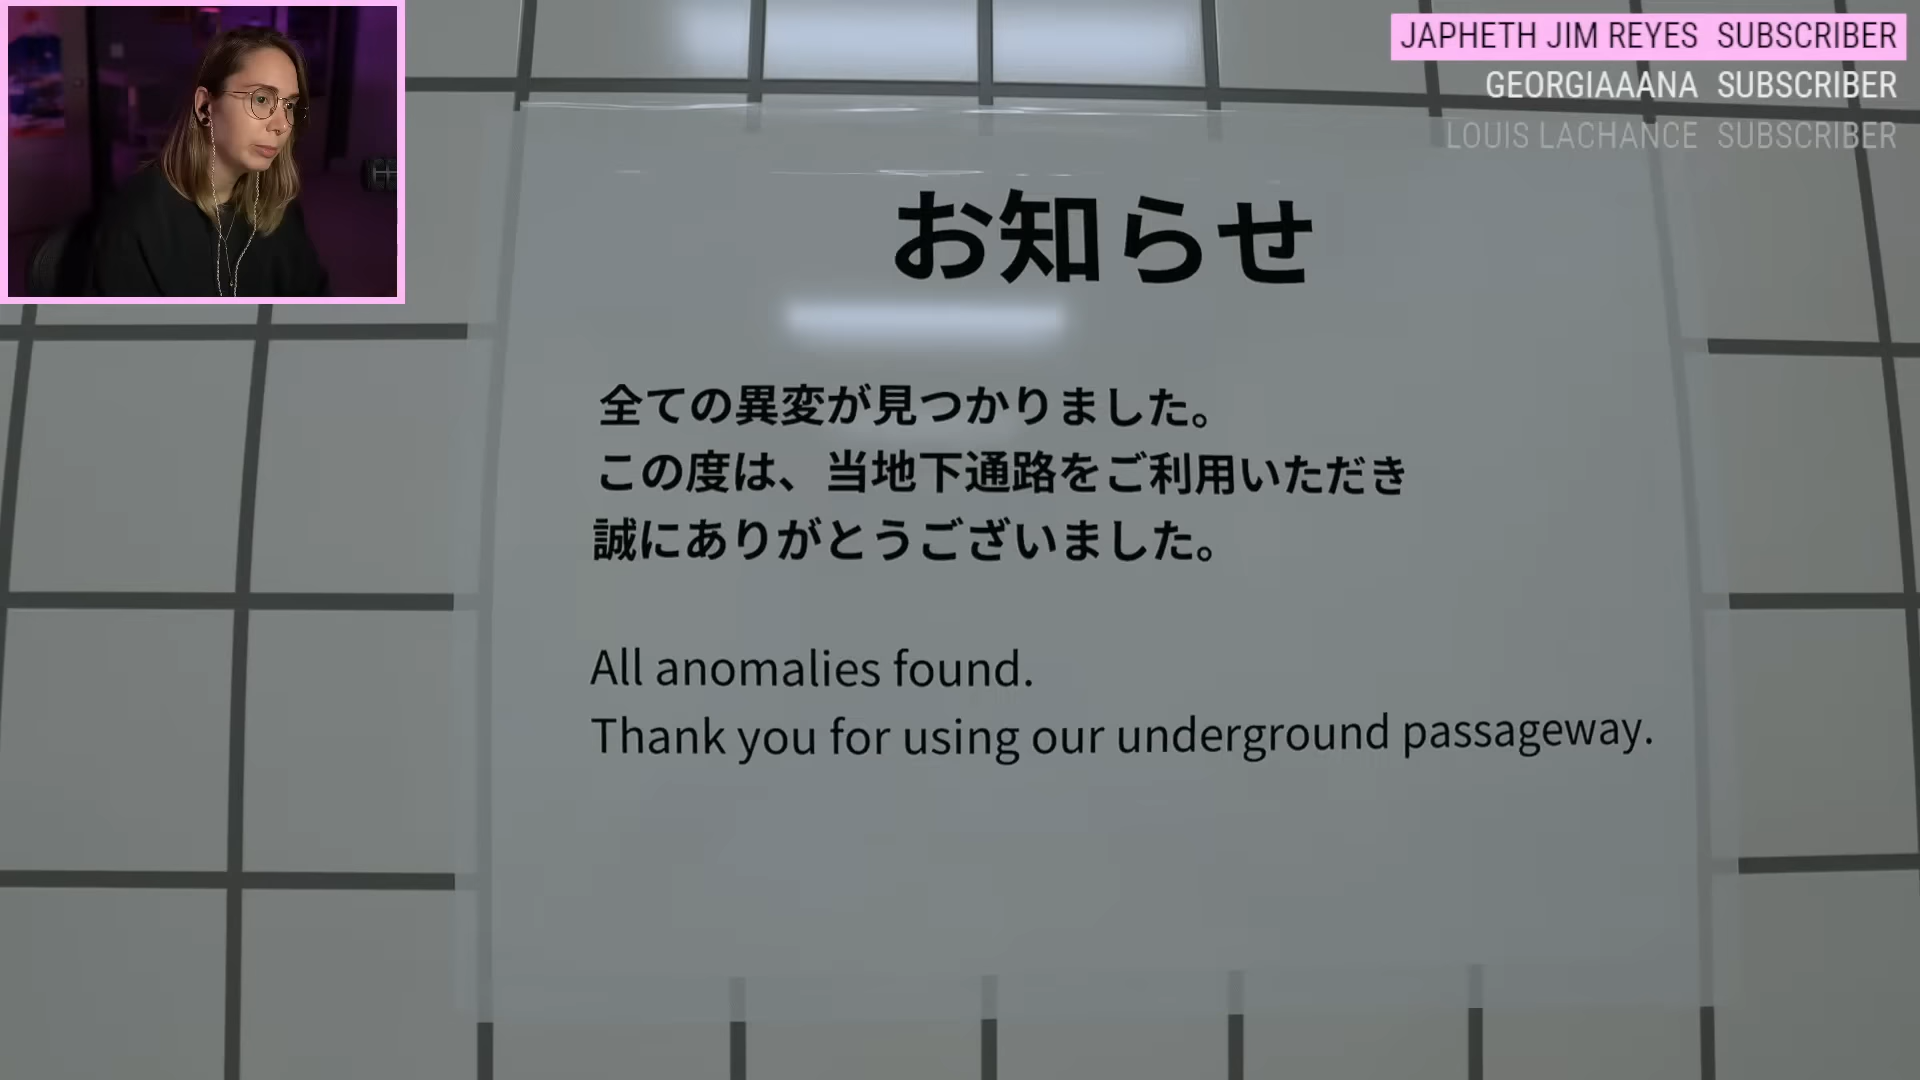 JAPHETH JIM REYES SUBSCRIBER
GEORGIAAANA SUBSCRIBER
LOUIS LACHANCE SUBSCRIBER
お知らせ
全ての異変が見つかりました。
この度は、当地下通路をご利用いただき
誠にありがとうございました。
All anomalies found.
Thank you for using our underground passageway.